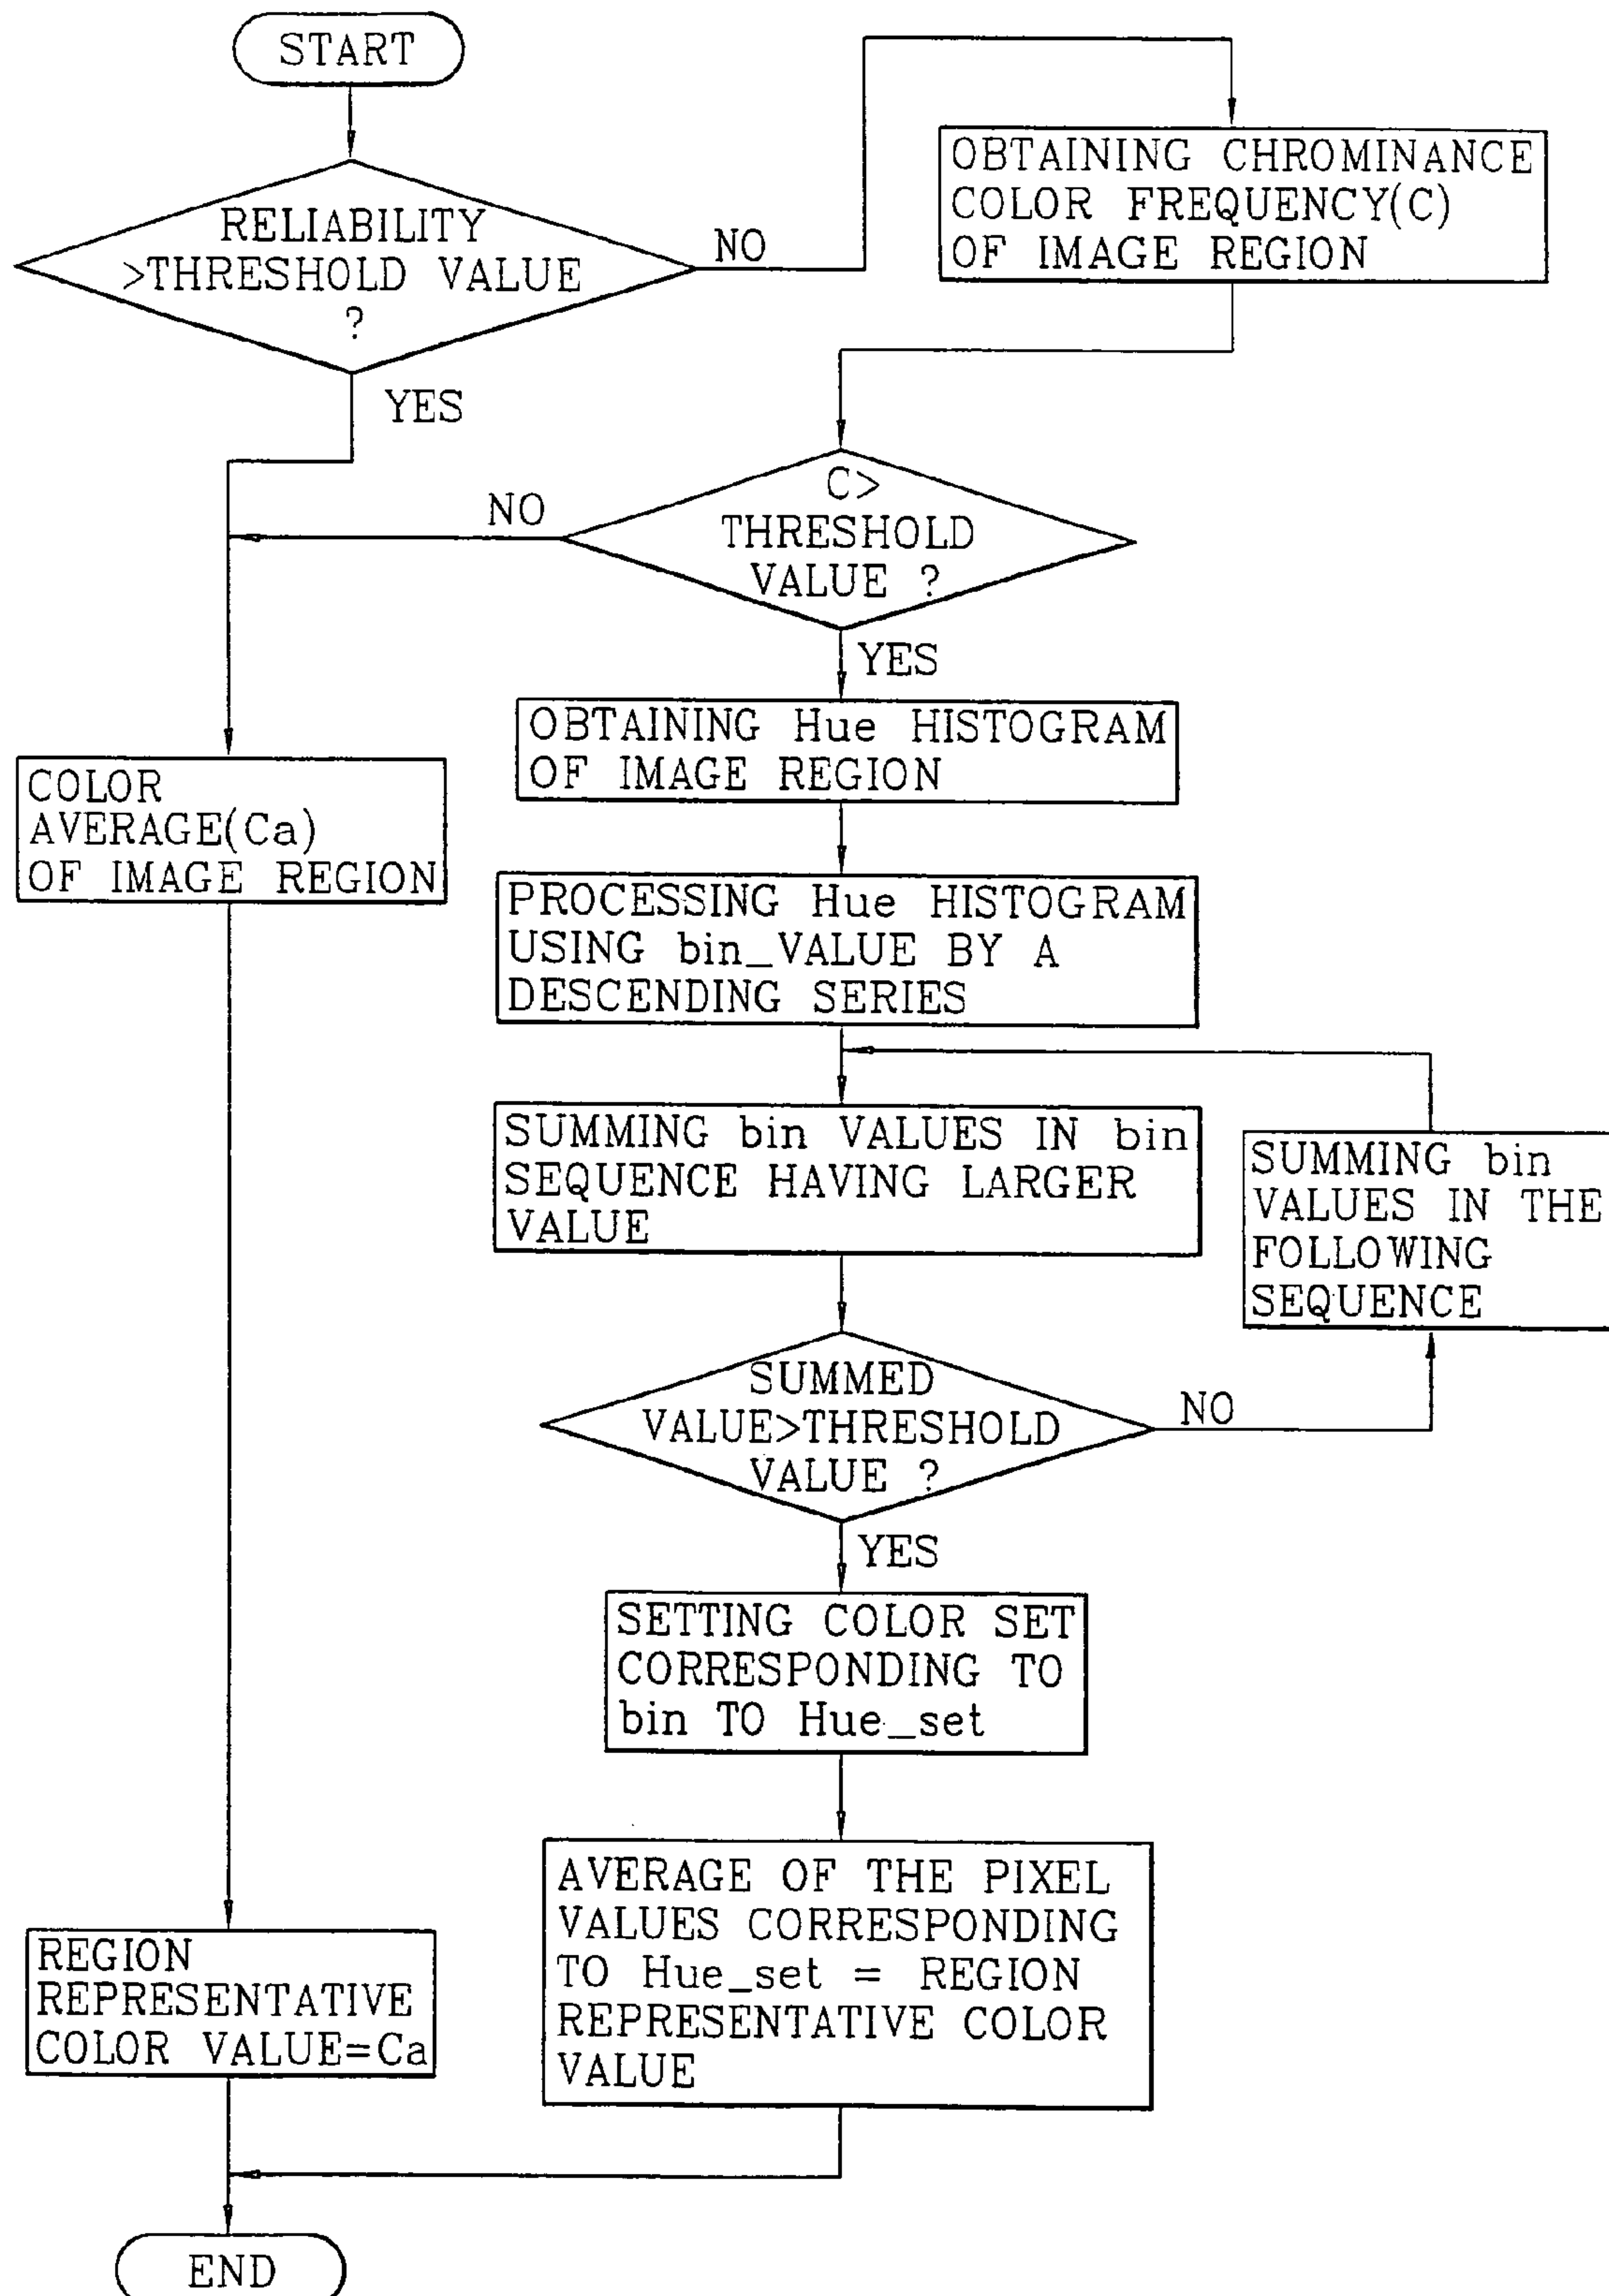 START
RELIABILITY
>THRESHOLD VALUE
?
NO
YES
OBTAINING CHROMINANCE
COLOR FREQUENCY(C)
OF IMAGE REGION
C>
THRESHOLD
VALUE ?
NO
YES
OBTAINING Hue HISTOGRAM
OF IMAGE REGION
COLOR
AVERAGE(Ca)
OF IMAGE REGION
PROCESSING Hue HISTOGRAM
USING bin_VALUE BY A
DESCENDING SERIES
SUMMING bin VALUES IN bin
SEQUENCE HAVING LARGER
VALUE
SUMMING bin
VALUES IN THE
FOLLOWING
SEQUENCE
SUMMED
VALUE>THRESHOLD
VALUE ?
NO
YES
SETTING COLOR SET
CORRESPONDING TO
bin TO Hue_set
AVERAGE OF THE PIXEL
VALUES CORRESPONDING
TO Hue_set = REGION
REPRESENTATIVE COLOR
VALUE
REGION
REPRESENTATIVE
COLOR VALUE=Ca
END